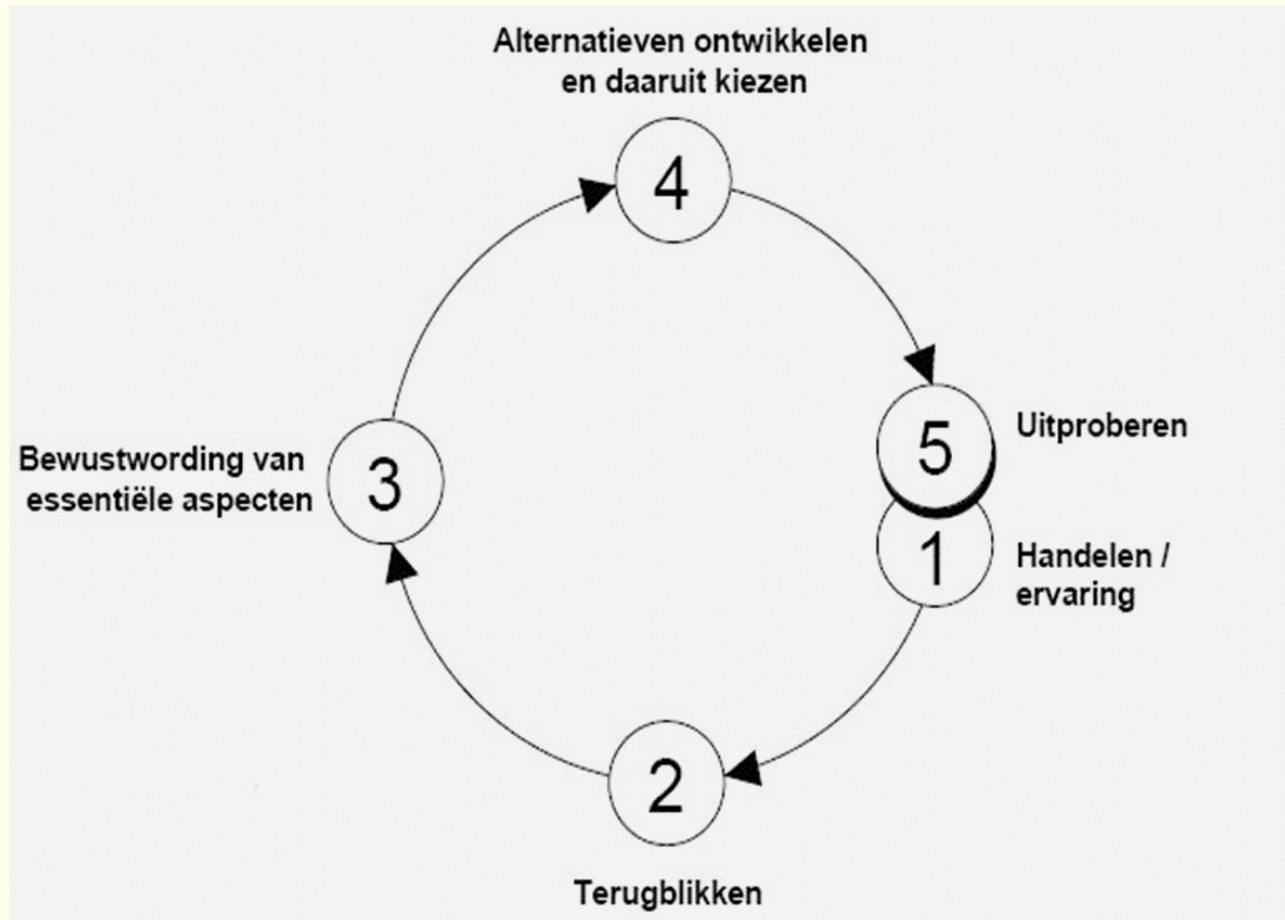 Alternatieven ontwikkelen
en daaruit kiezen
4
5
Uitproberen
Bewustwording van
essentiële aspecten
3
1
Handelen /
ervaring
2
Terugblikken